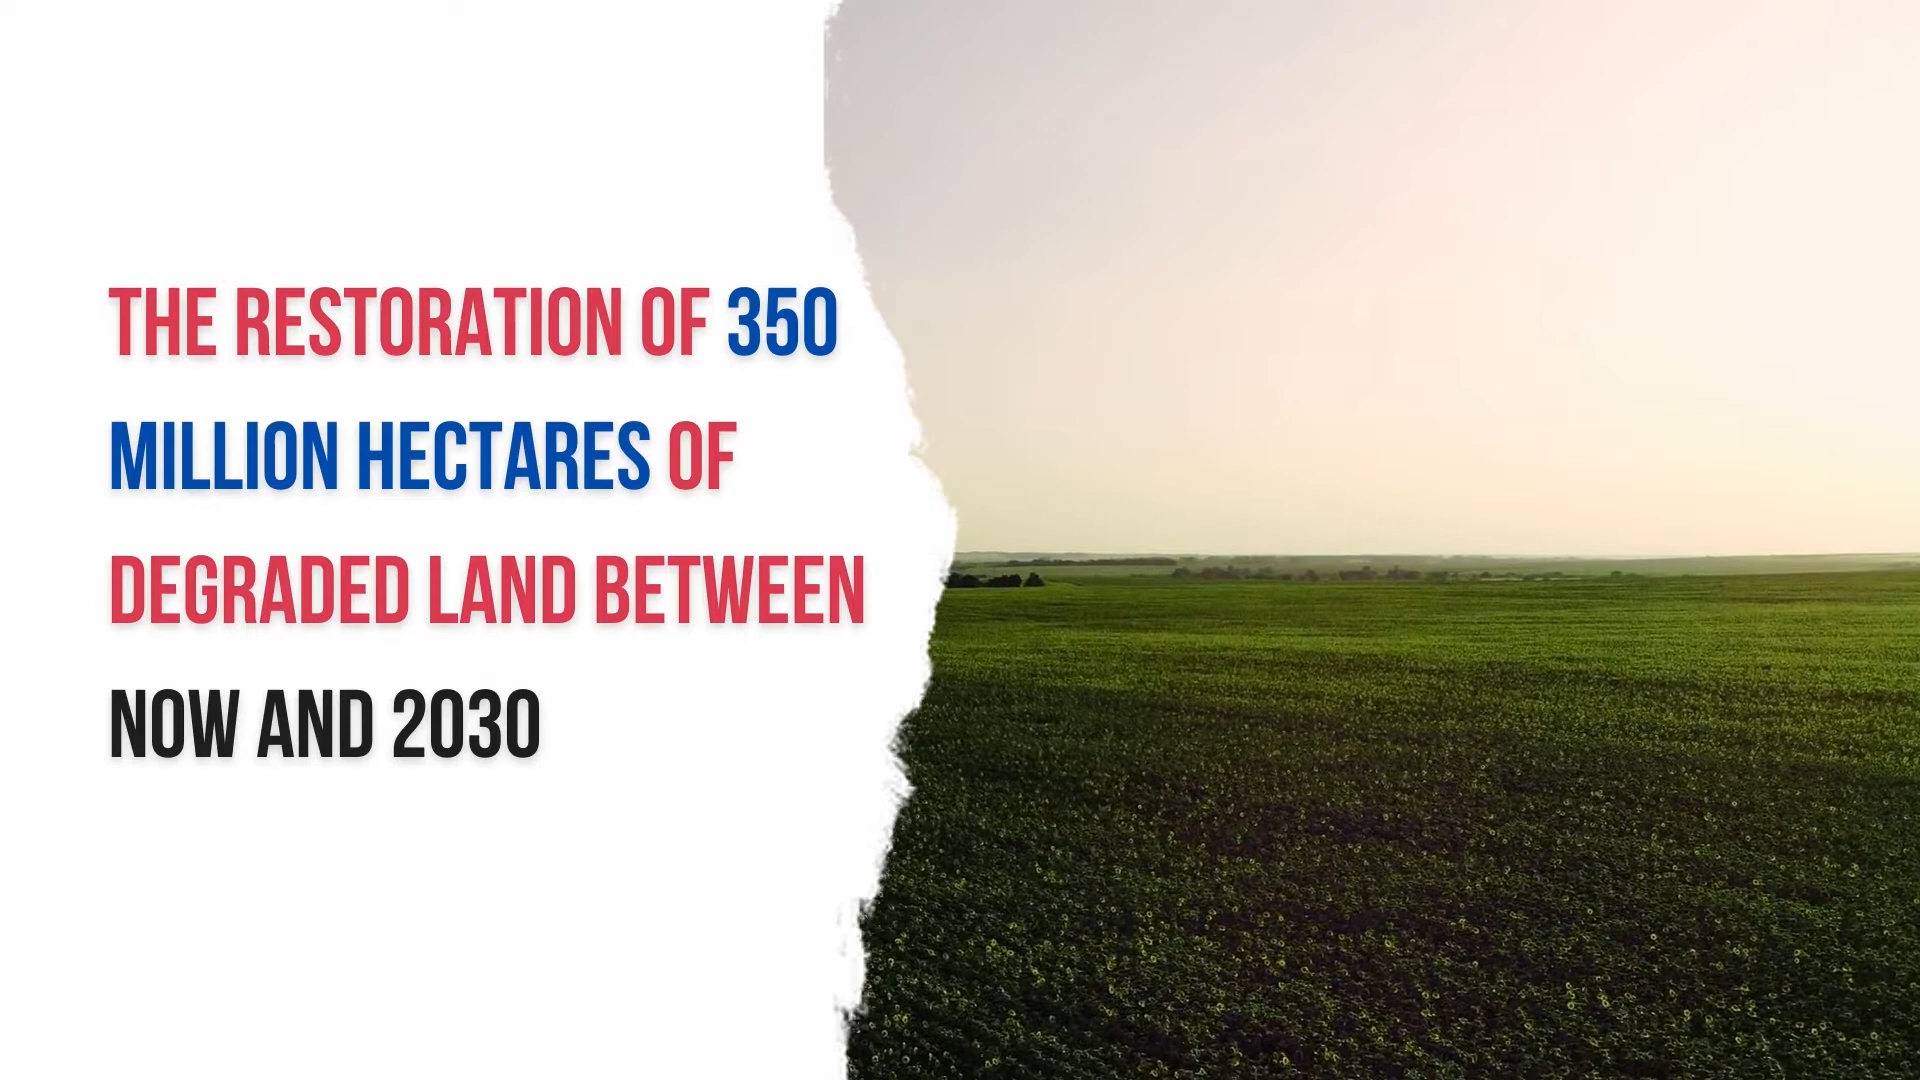 THE RESTORATION OF 350
MILLION HECTARES OF
DEGRADED LAND BETWEEN
NOW AND 2030